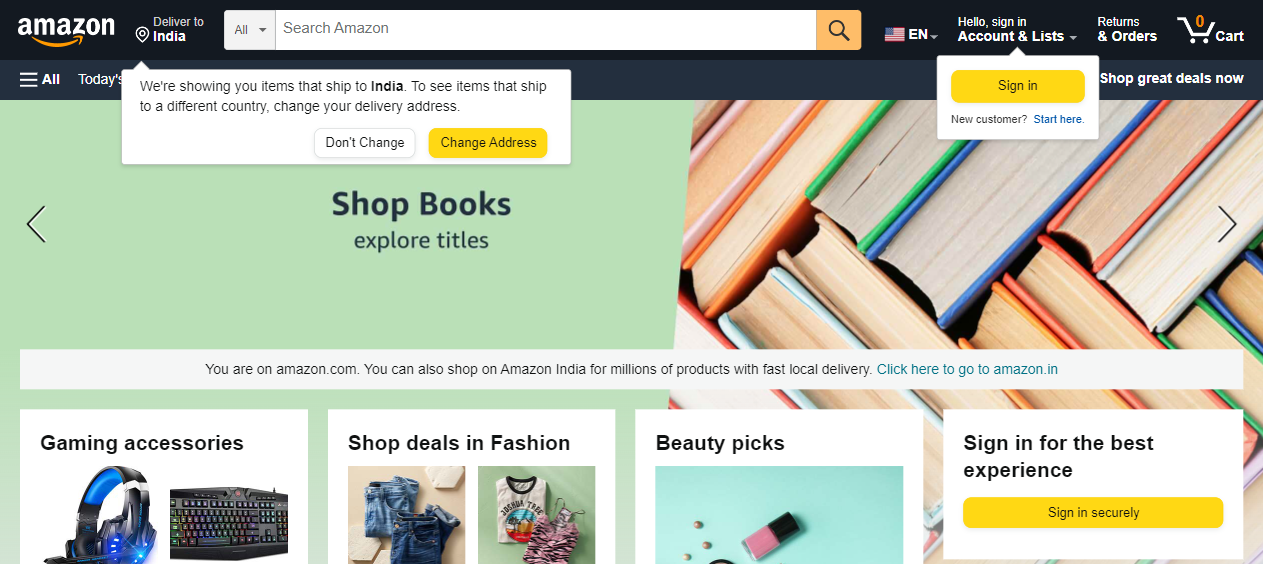 amazon
Deliver to
India
All
Search Amazon
EN
Hello, sign in
Account & Lists
Returns
& Orders
0
Cart
All
Today's
Shop great deals now
We're showing you items that ship to India. To see items that ship
to a different country, change your delivery address.
Don't Change
Change Address
Sign in
New customer? Start here.
Shop Books
explore titles
You are on amazon.com. You can also shop on Amazon India for millions of products with fast local delivery. Click here to go to amazon.in
Gaming accessories
Shop deals in Fashion
Beauty picks
Sign in for the best
experience
Sign in securely
JOSHUA TREE